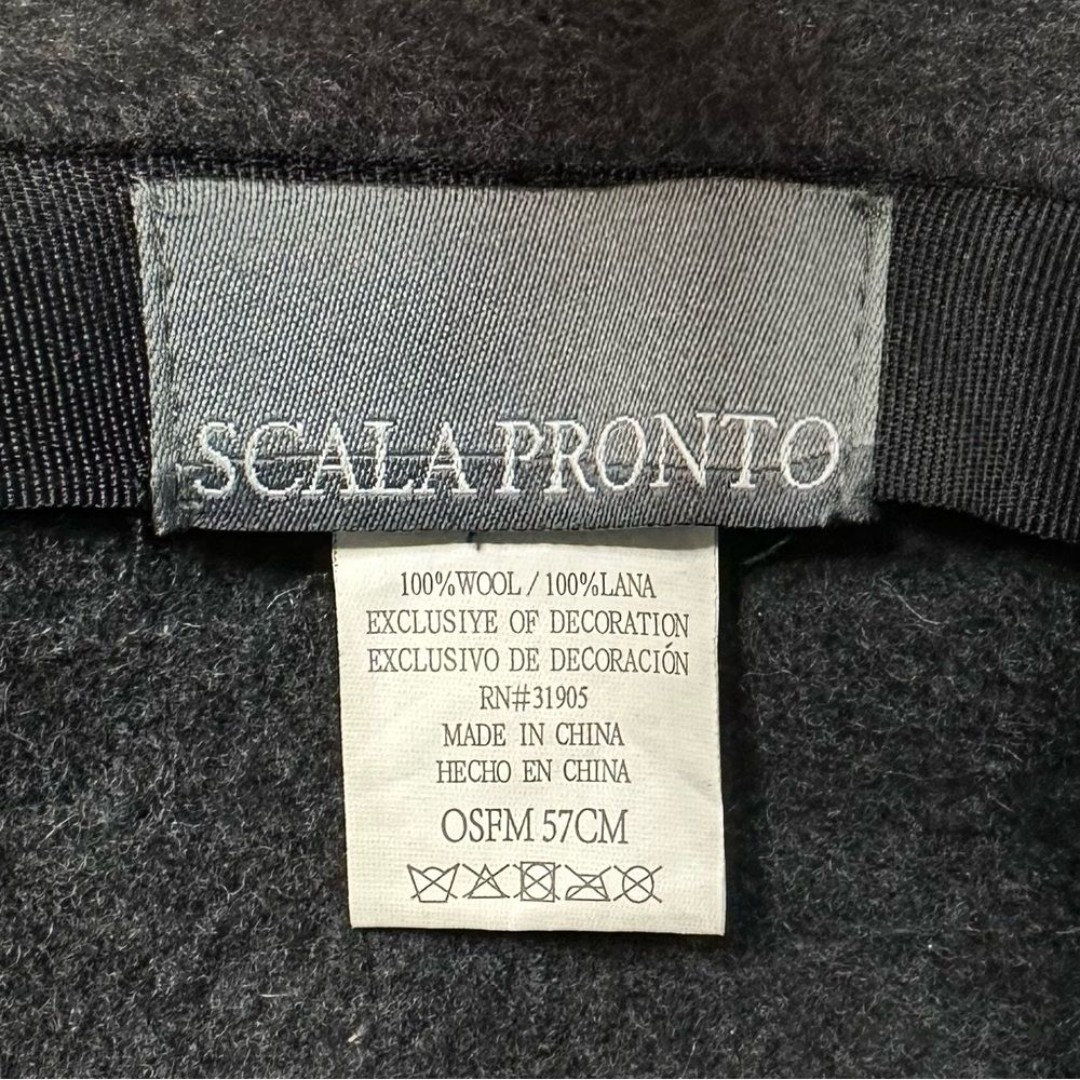 SCALA PRONTO
100%WOOL / 100%LANA
EXCLUSIYE OF DECORATION
EXCLUSIVO DE DECORACIÓN
RN#31905
MADE IN CHINA
HECHO EN CHINA
OSFM 57CM